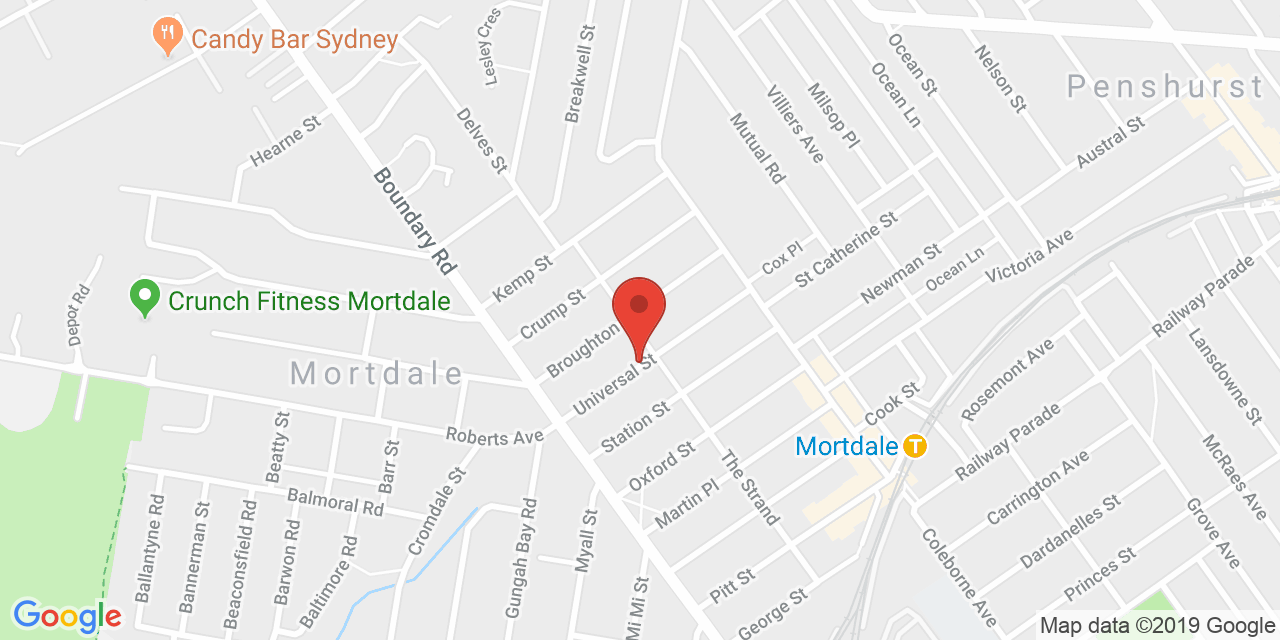 Candy Bar Sydney
Lesley Cres
Breakwell St
Ocean St
Nelson St
Ocean Ln
Penshurst
Milsop Pl
Villiers Ave
Mutual Rd
Austral St
Hearne St
Delves St
Boundary Rd
Cox Pl
St Catherine St
Newman St
Ocean Ln
Victoria Ave
Kemp St
Crump St
Broughton
Depot Rd
Crunch Fitness Mortdale
Railway Parade
Lansdowne St
Rosemont Ave
Mortdale
Universal St
Station St
Cook St
Roberts Ave
Mortdale
T
Oxford St
The Strand
Martin Pl
Railway Parade
McRaes Ave
Beatty St
Barr St
Balmoral Rd
Cromdale St
Carrington Ave
Grove Ave
Ballantyne Rd
Bannerman St
Beaconsfield Rd
Barwon Rd
Baltimore Rd
Gungah Bay Rd
Myall St
Mi Mi St
Pitt St
George St
Coleborne Ave
Dardanelles St
Princes St
Google
Map data ©2019 Google